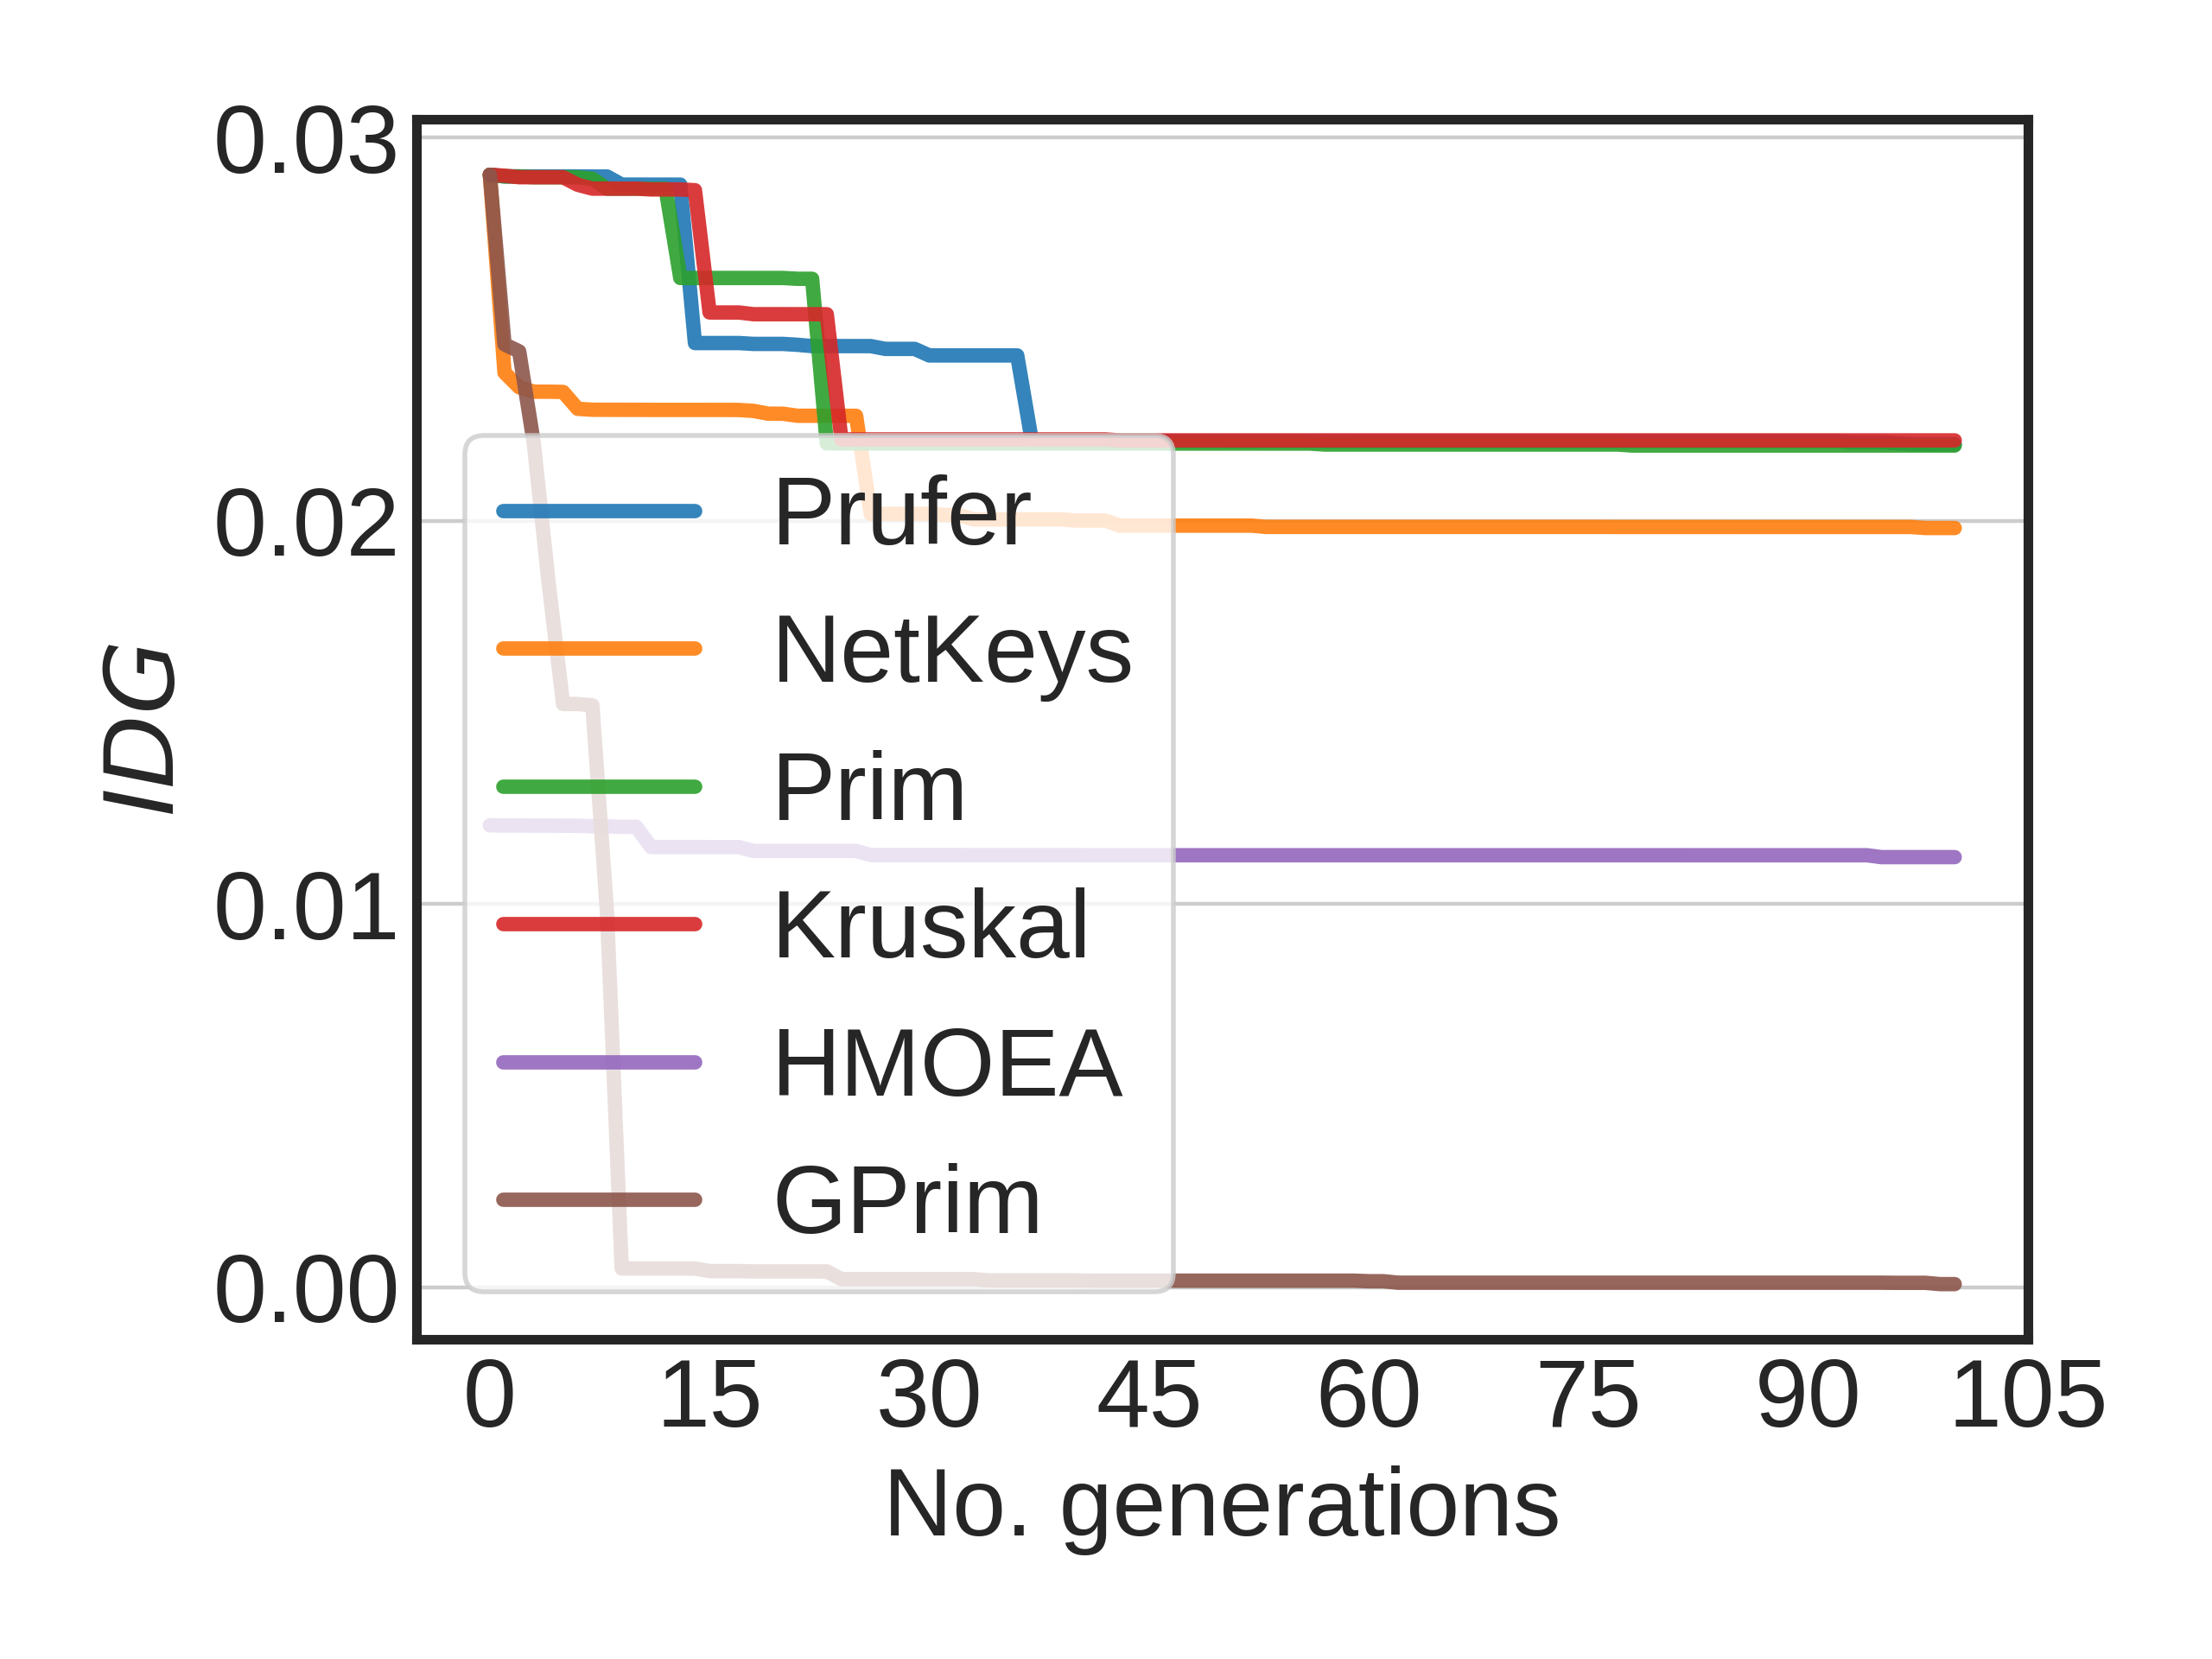 0.03
0.02
0.01
0.00
IDG
Prufer
NetKeys
Prim
Kruskal
HMOEA
GPrim
0 15 30 45 60 75 90 105
No. generations